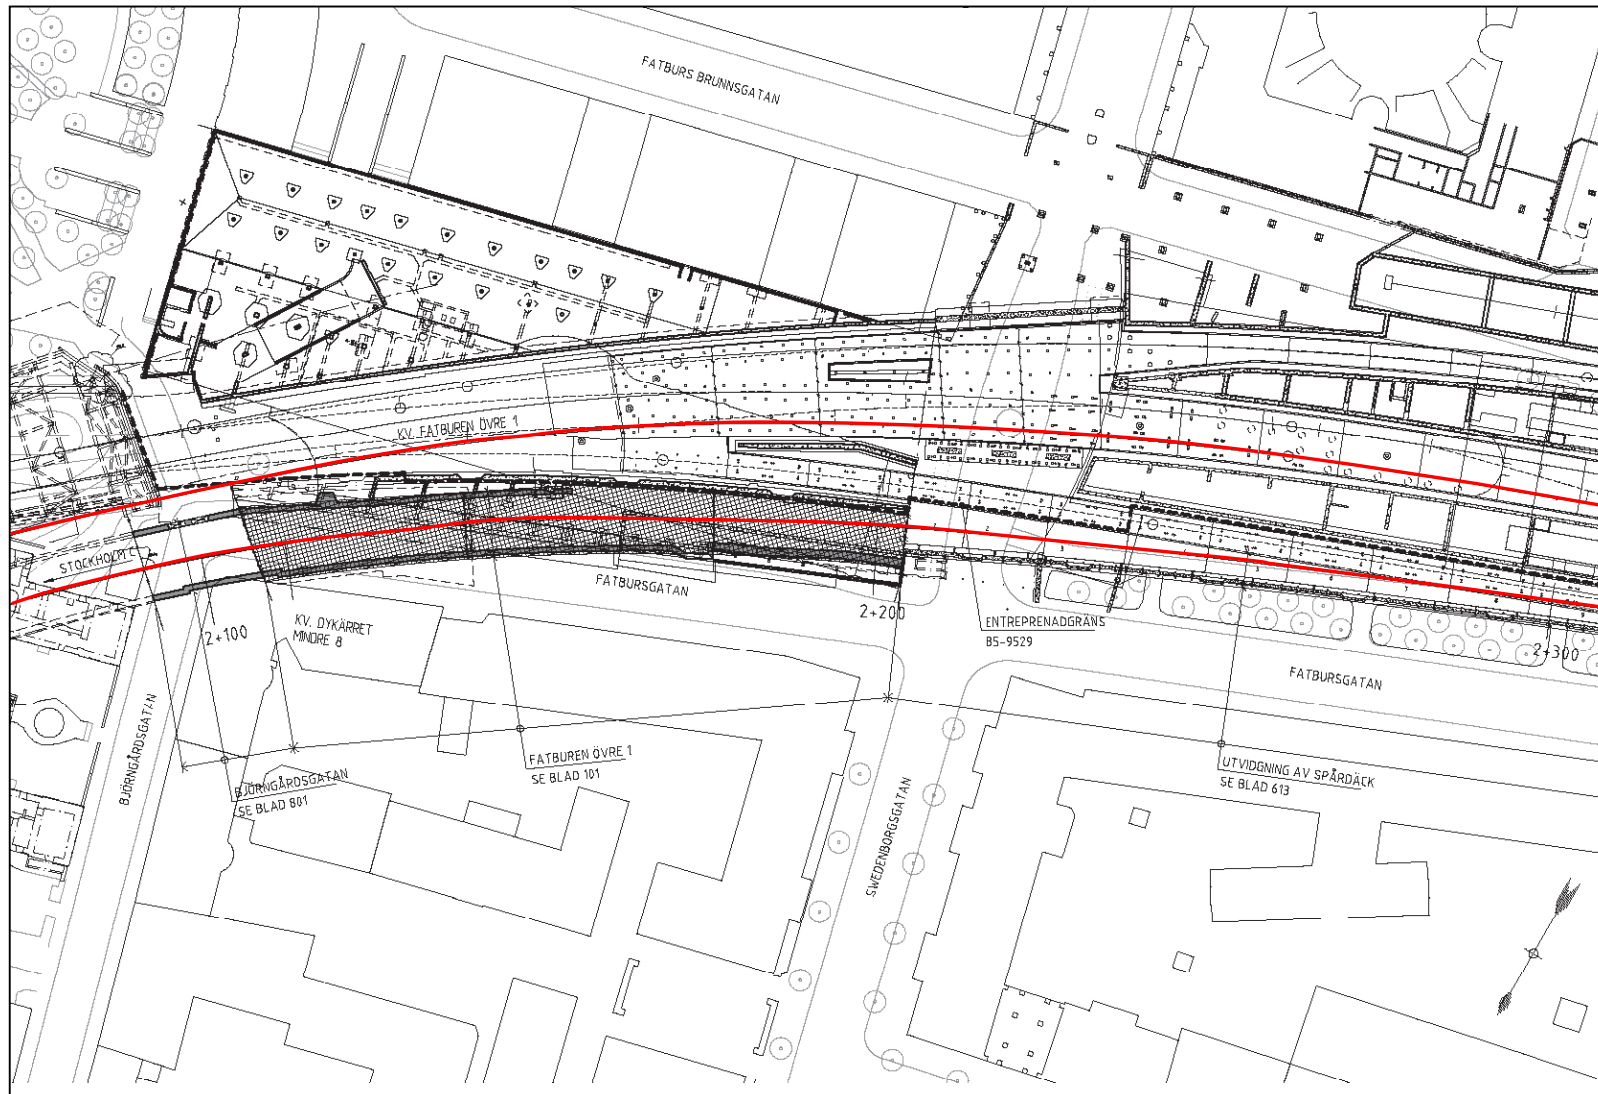 FATBURS BRUNNSGATAN
KV. FATBUREN ÖVRE 1
STOCKHOLM C
FATBURSGATAN
2+200
2+100
KV. DYKÄRRET
MINDRE 8
ENTREPRENADGRÄNS
BS-9529
2+300
FATBURSGATAN
BJÖRNGÅRDSGATAN
FATBUREN ÖVRE 1
SE BLAD 101
BJÖRNGÅRDSGATAN
SE BLAD 801
UTVIDGNING AV SPÅRDÄCK
SE BLAD 613
SWEDENBORGSGATAN